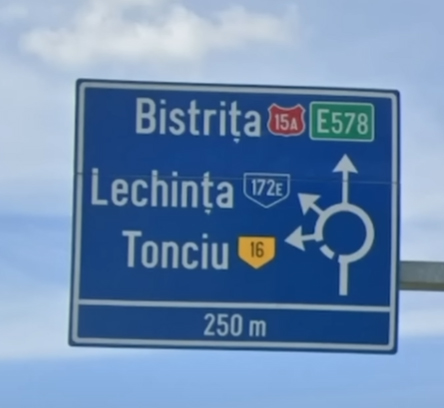 Bistrița 15A E578
Lechința 172E
Tonciu 16
250 m